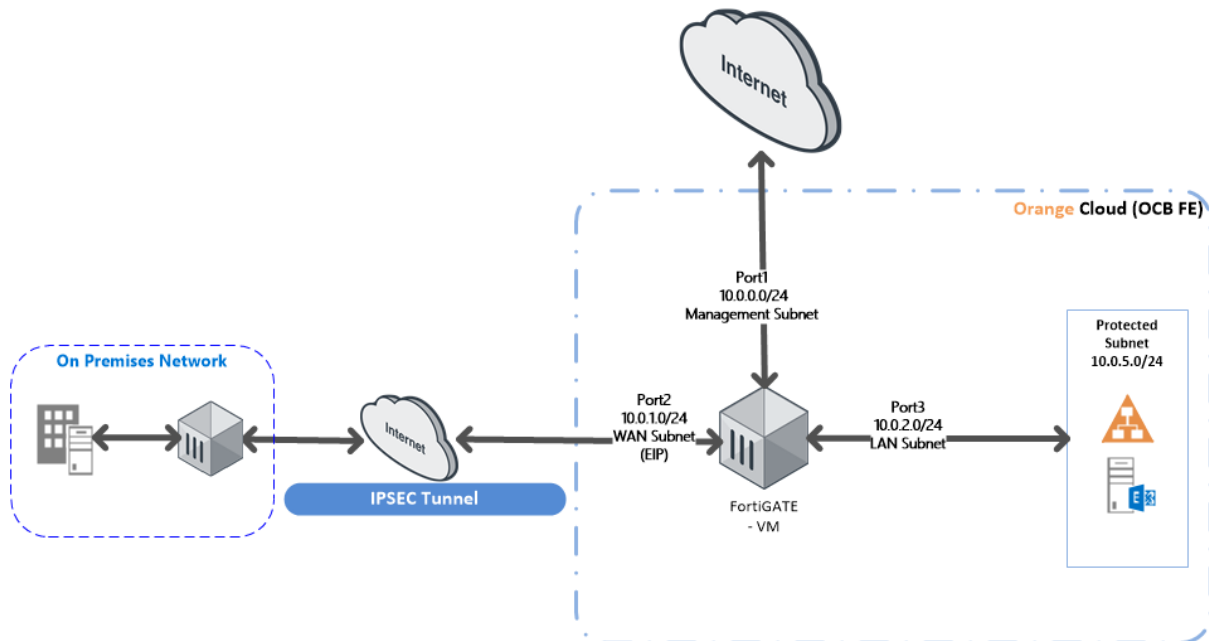 Internet
Orange Cloud (OCB FE)
Port1
10.0.0.0/24
Management Subnet
Protected
Subnet
10.0.5.0/24
On Premises Network
Port2
10.0.1.0/24
WAN Subnet
(EIP)
Port3
10.0.2.0/24
LAN Subnet
Internet
IPSEC Tunnel
FortiGATE
- VM
E